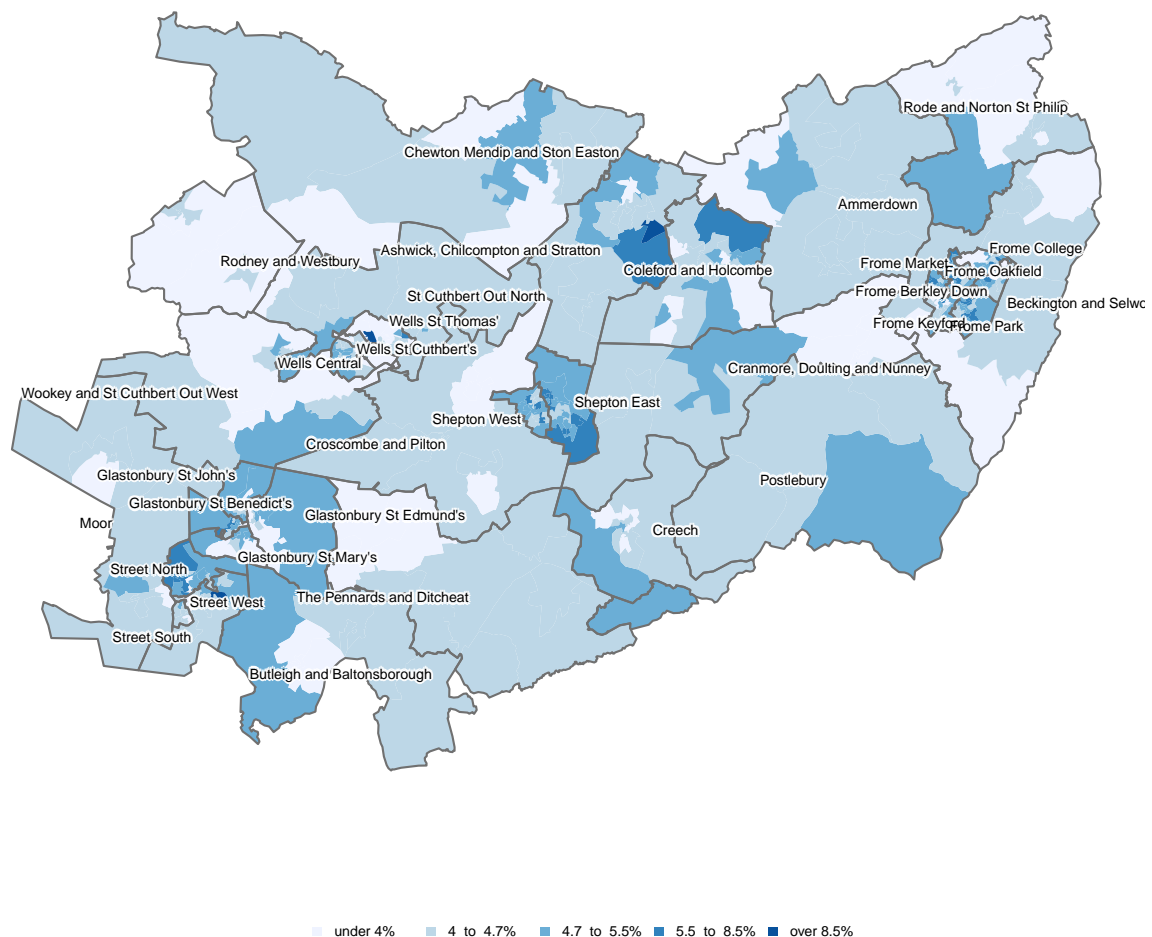 Rode and Norton St Philip
Chewton Mendip and Ston Easton
Ammerdown
Ashwick, Chilcompton and Stratton
Frome College
Rodney and Westbury
Frome Market
Coleford and Holcombe
Frome Oakfield
Frome Berkley Down
St Cuthbert Out North
Beckington and Selwo
Wells St Thomas'
Frome Keyford
Frome Park
Wells St Cuthbert's
Wells Central
Cranmore, Doulting and Nunney
Wookey and St Cuthbert Out West
Shepton East
Shepton West
Croscombe and Pilton
Glastonbury St John's
Postlebury
Glastonbury St Benedict's
Glastonbury St Edmund's
Moor
Creech
Glastonbury St Mary's
Street North
The Pennards and Ditcheat
Street West
Street South
Butleigh and Baltonsborough
under 4% 4 to 4.7% 4.7 to 5.5% 5.5 to 8.5% over 8.5%